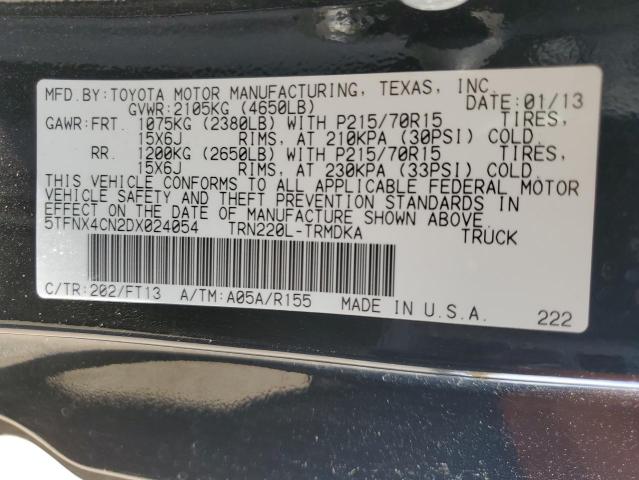 MFD.BY:TOYOTA MOTOR MANUFACTURING, TEXAS, INC.
GVWR:2105KG (4650LB) DATE:01/13
GAWR:FRT. 1075KG (2380LB) WITH P215/70R15 TIRES,
15X6J RIMS, AT 210KPA (30PSI) COLD
RR. 1200KG (2650LB) WITH P215/70R15 TIRES,
15X6J RIMS, AT 230KPA (33PSI) COLD
THIS VEHICLE CONFORMS TO ALL APPLICABLE FEDERAL MOTOR
VEHICLE SAFETY AND THEFT PREVENTION STANDARDS IN
EFFECT ON THE DATE OF MANUFACTURE SHOWN ABOVE.
5TFNX4CN2DX024054 TRN220L-TRMDKA TRUCK
C/TR:202/FT13 A/TM:A05A/R155 MADE IN U.S.A.
222